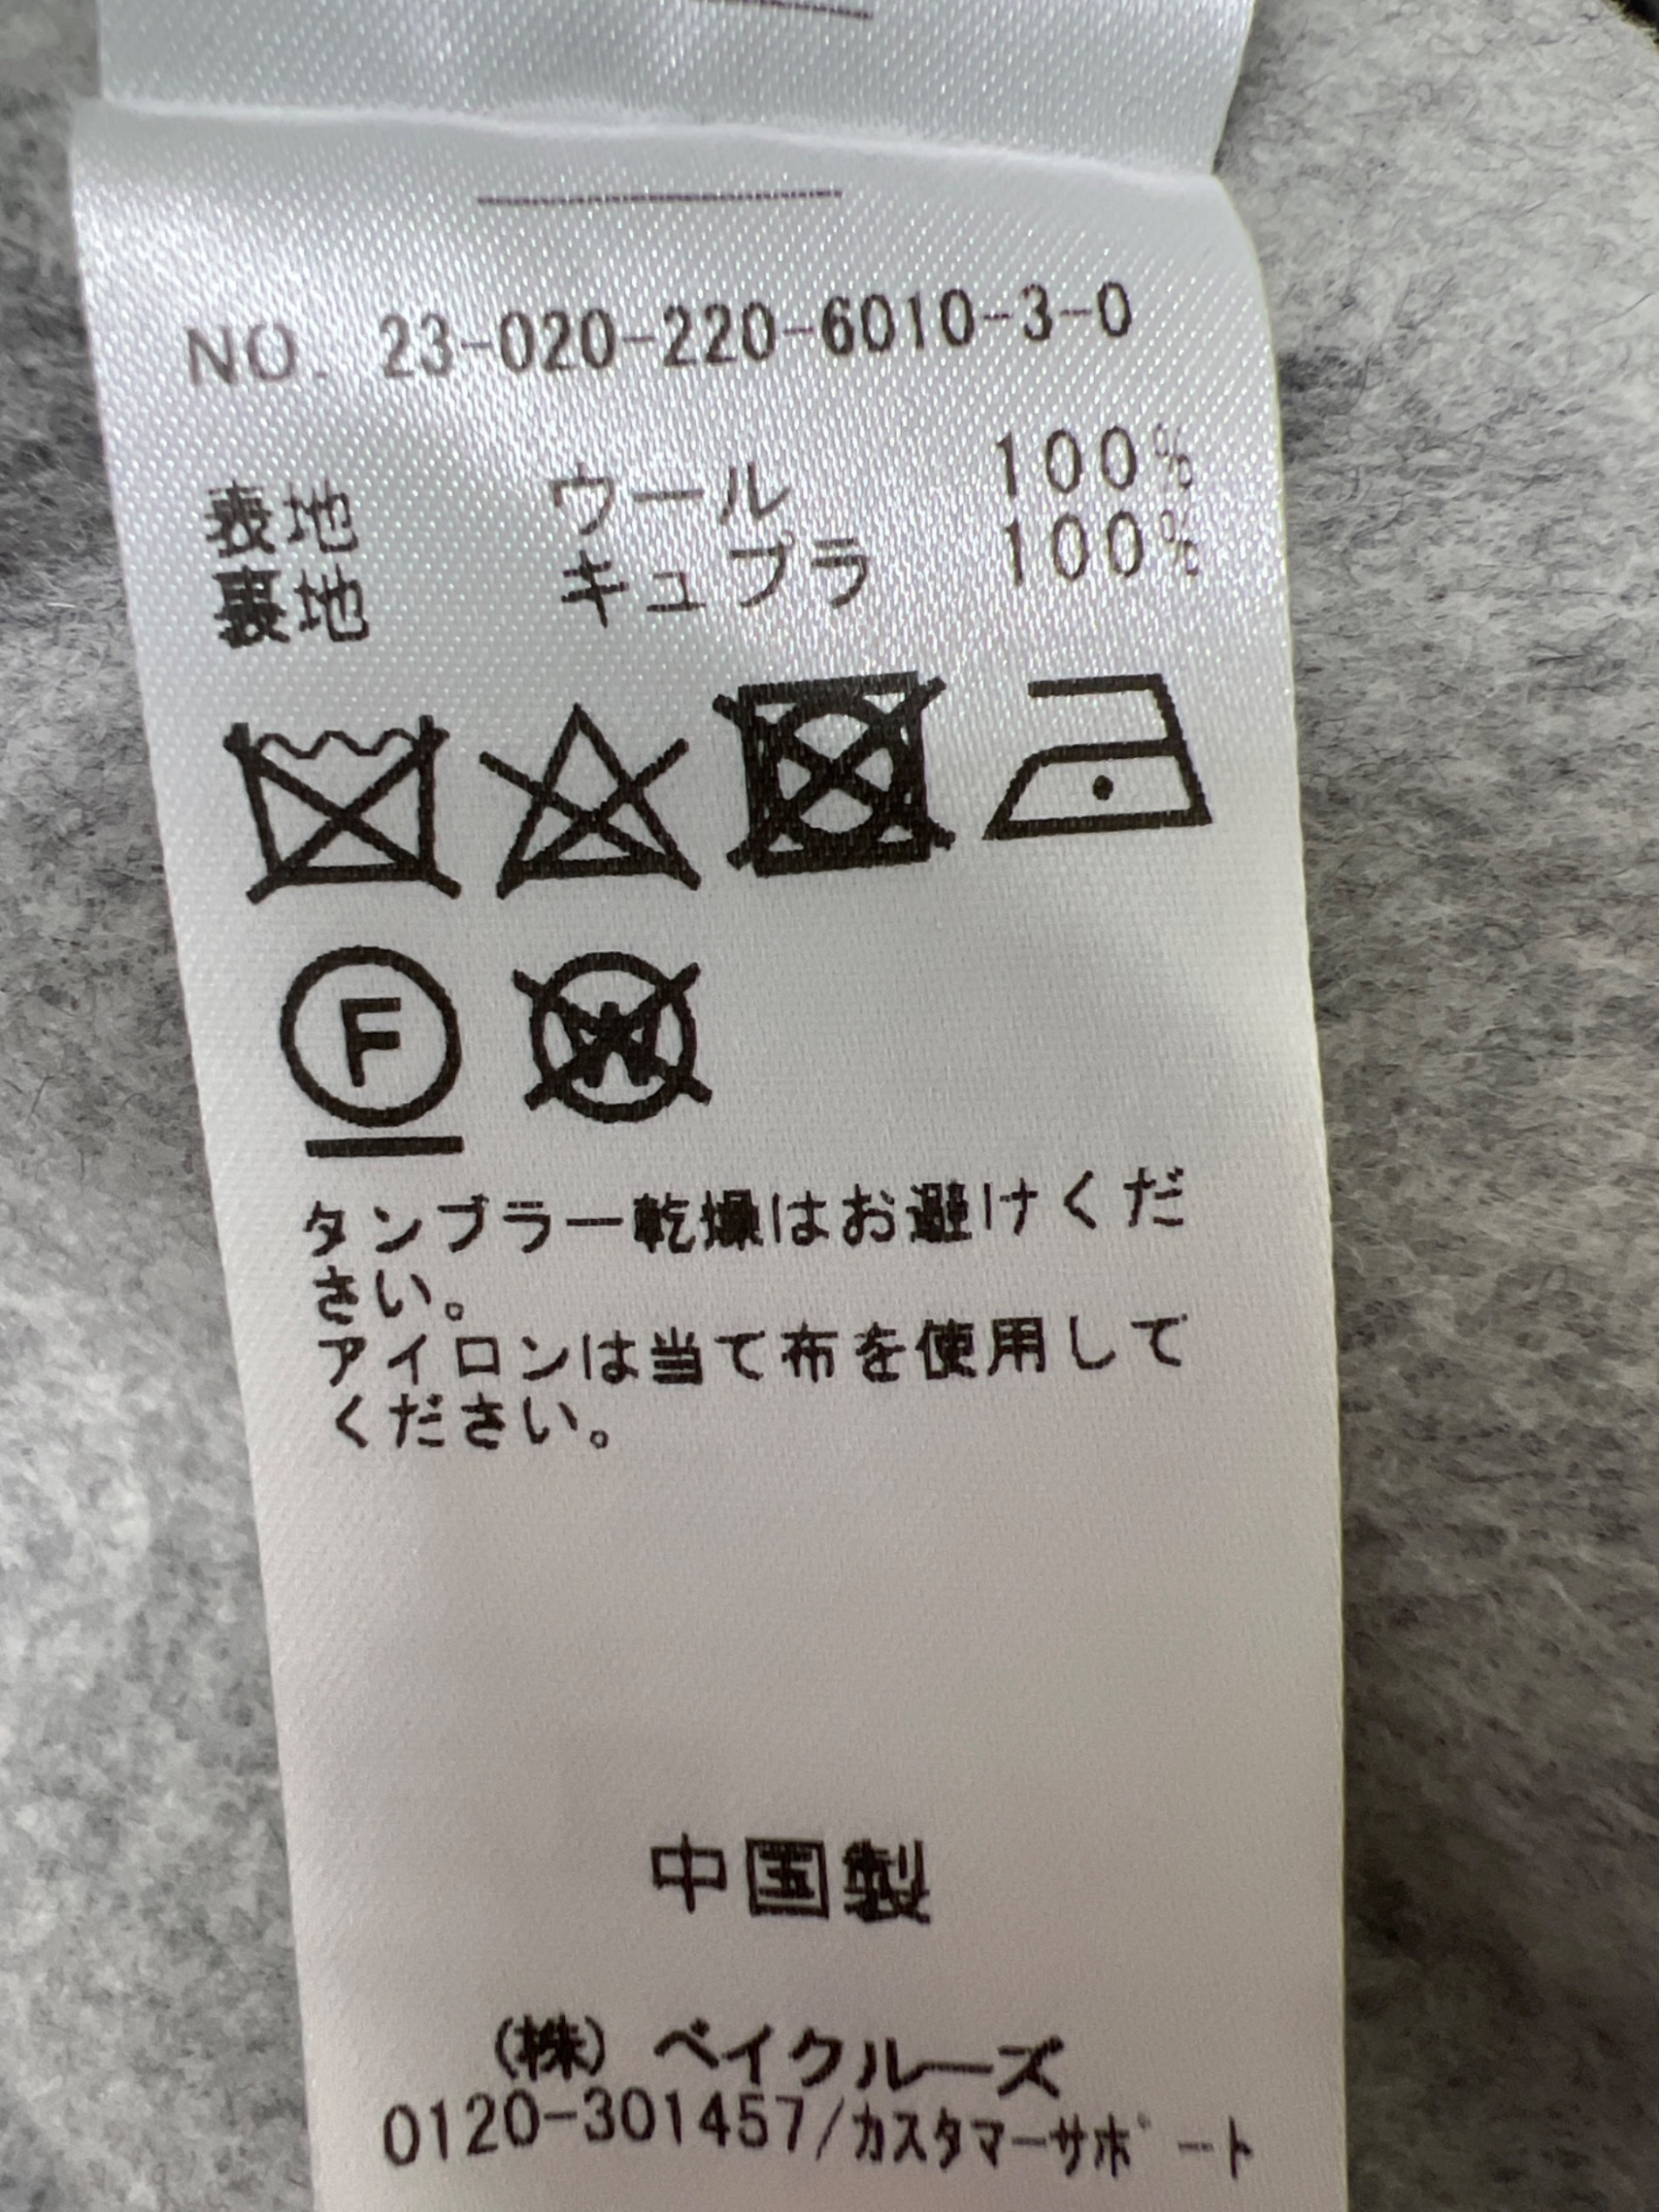 NO. 23-020-220-6010-3-0
表地 ウール 100%
裏地 キュプラ 100%
F
W
タンブラー乾燥はお避けくだ
さい。
アイロンは当て布を使用して
ください。
中国製
(株) ベイクルーズ
0120-301457/カスタマーサポート